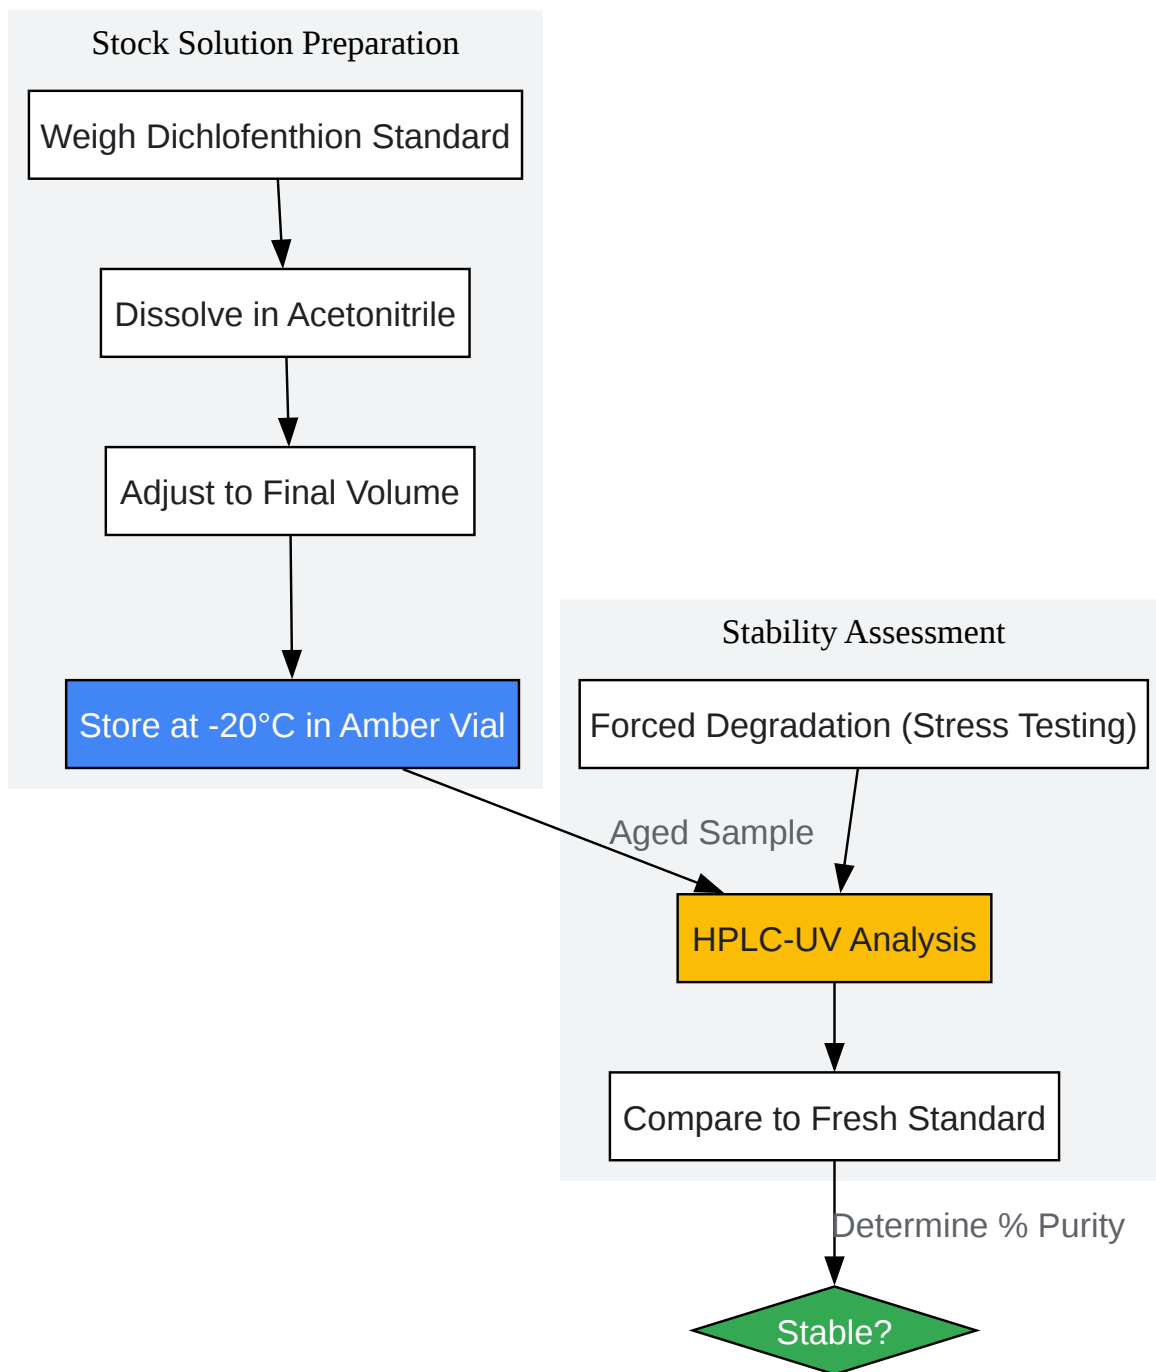 Stock Solution Preparation
Weigh Dichlofenthion Standard
Dissolve in Acetonitrile
Adjust to Final Volume
Store at -20°C in Amber Vial
Stability Assessment
Forced Degradation (Stress Testing)
Aged Sample
HPLC-UV Analysis
Compare to Fresh Standard
Determine % Purity
Stable?